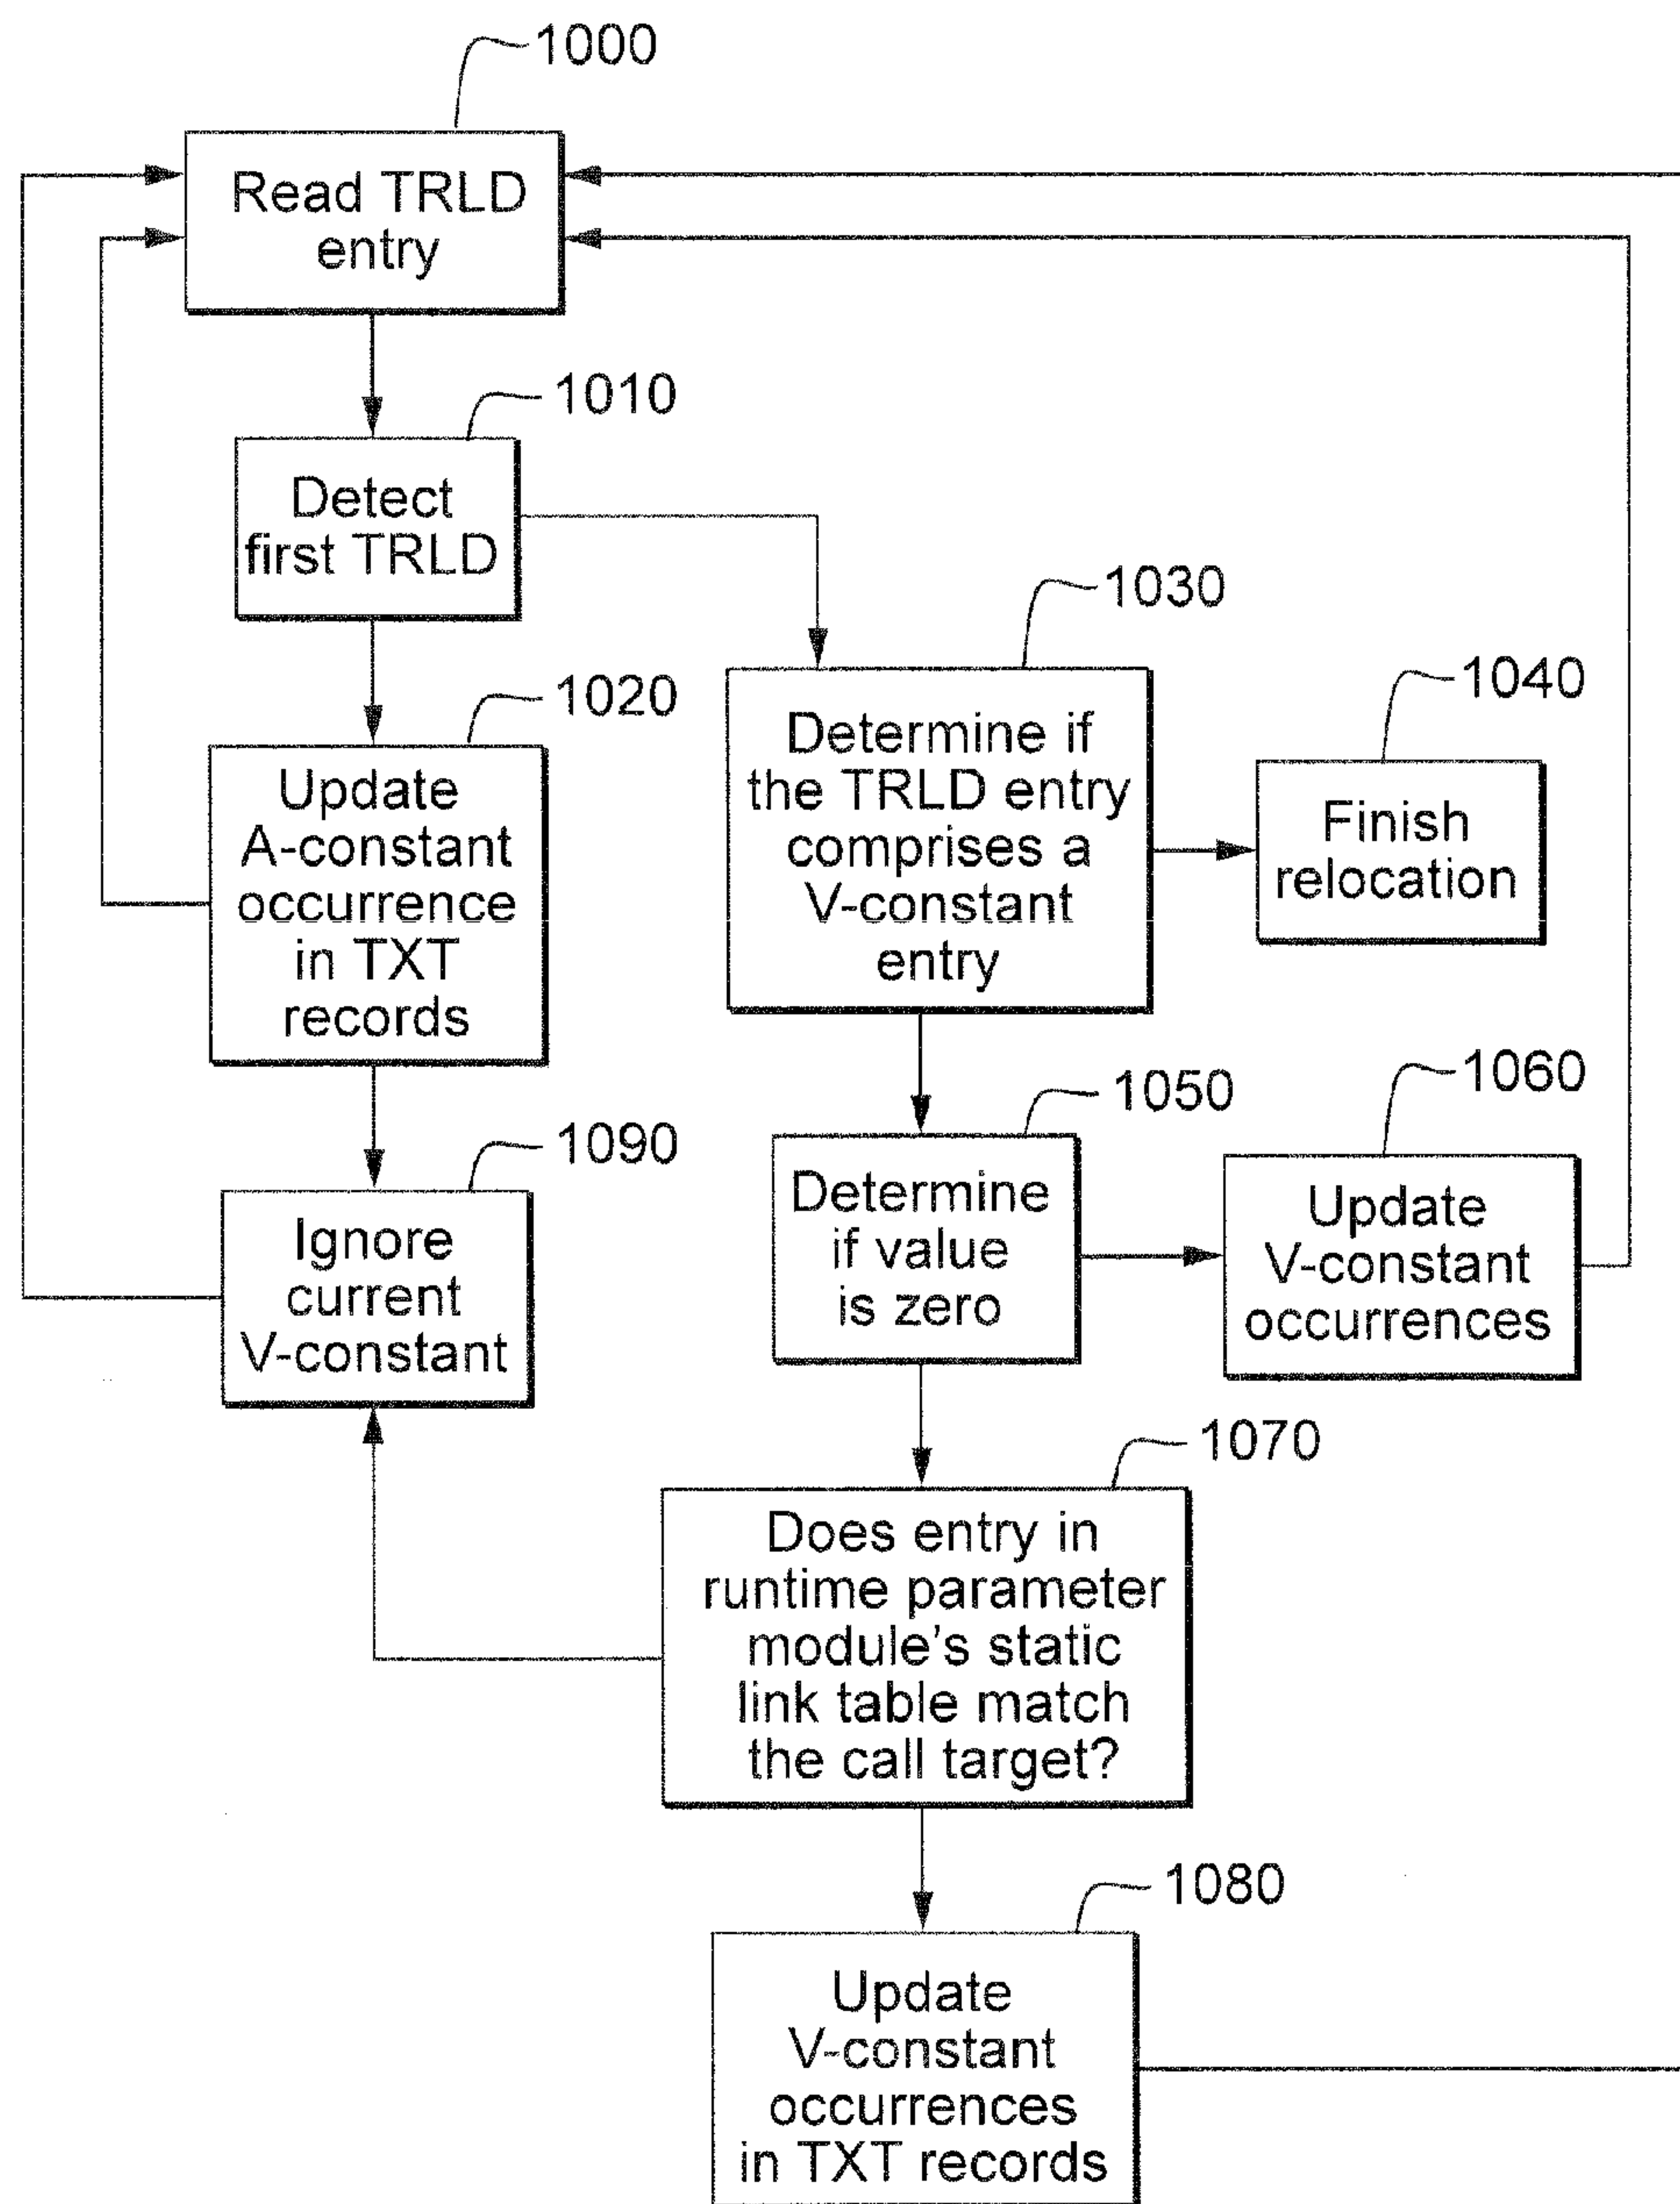 1000
Read TRLD
entry
1010
Detect
first TRLD
1020
Update
A-constant
occurrence
in TXT
records
1030
Determine if
the TRLD entry
comprises a
V-constant
entry
1040
Finish
relocation
1050
Determine
if value
is zero
1060
Update
V-constant
occurrences
1090
Ignore
current
V-constant
1070
Does entry in
runtime parameter
module's static
link table match
the call target?
1080
Update
V-constant
occurrences
in TXT records